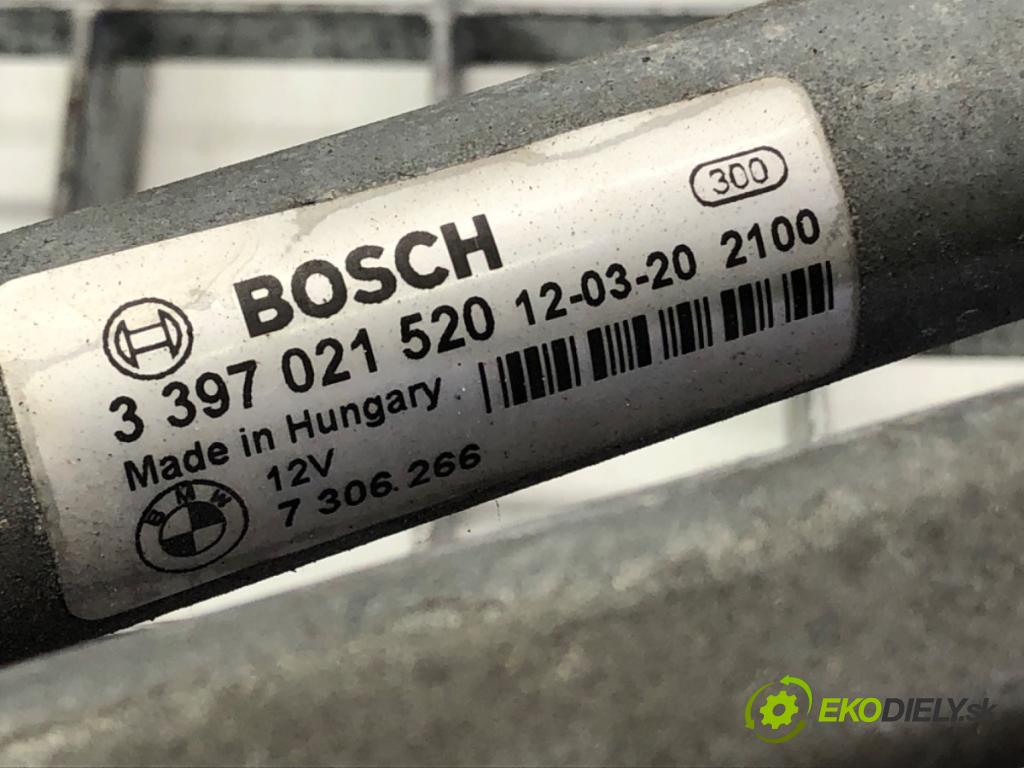 300
BOSCH
3 397 021 520 12-03-20 2100
Made in Hungary
12V
BMW 7 306.266
EKODIELY.sk